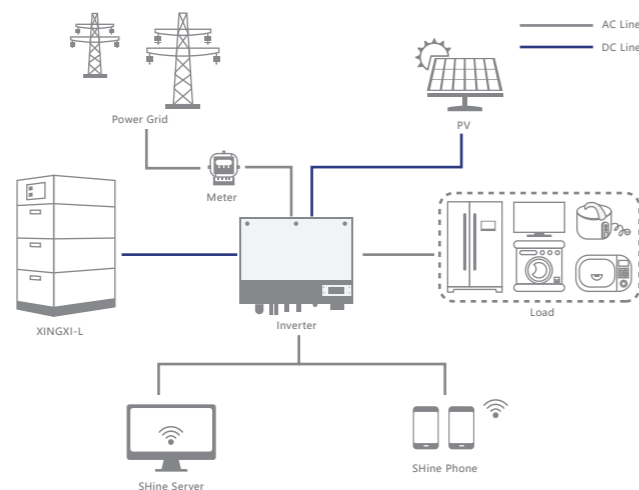 AC Line
DC Line
Power Grid
PV
Meter
XINGXI-L
Inverter
Load
SHine Server
SHine Phone